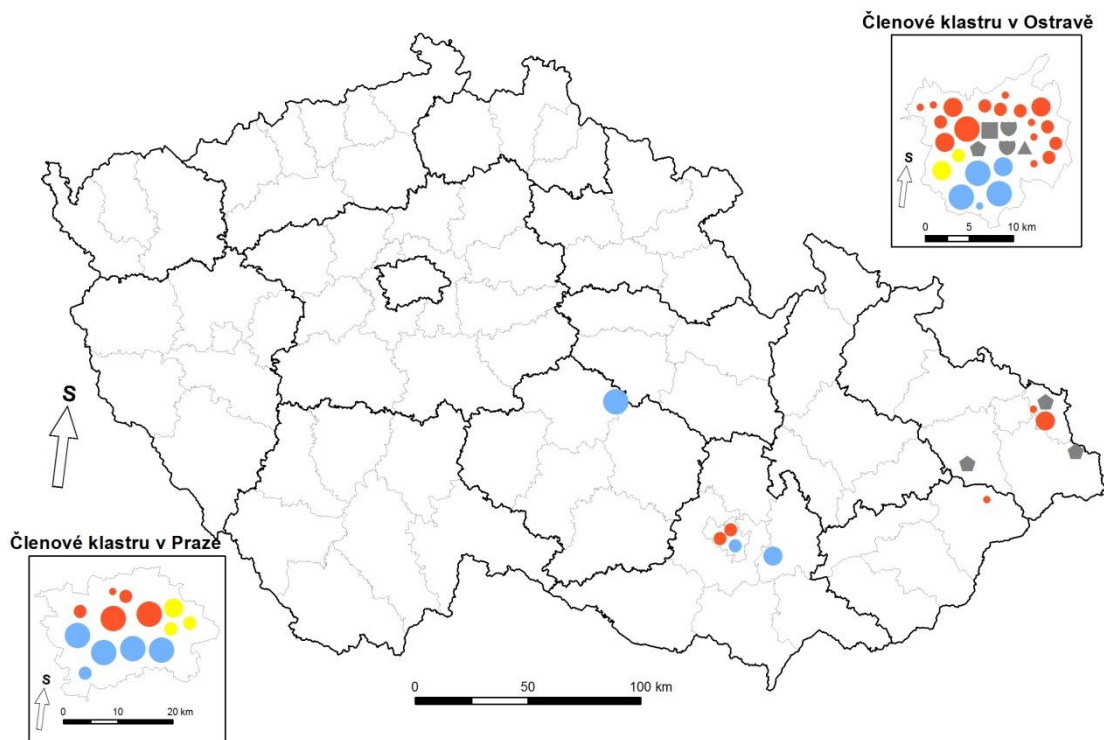 Členové klastru v Ostravě
S
0 5 10 km
S
Členové klastru v Praze
S
0 10 20 km
0 50 100 km